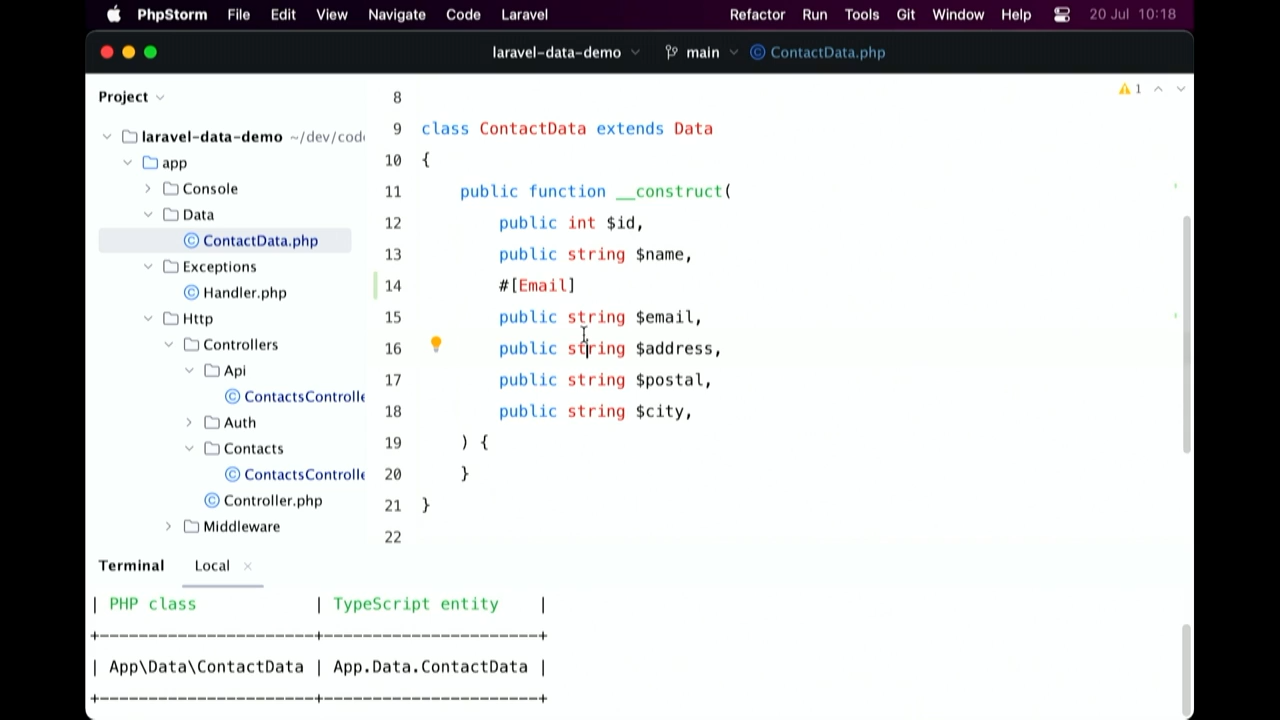 PhpStorm File Edit View Navigate Code Laravel Refactor Run Tools Git Window Help 20 Jul 10:18
laravel-data-demo main ContactData.php
Project
laravel-data-demo ~/dev/code
app
Console
Data
ContactData.php
Exceptions
Handler.php
Http
Controllers
Api
ContactsControlle
Auth
Contacts
ContactsControlle
Controller.php
Middleware
1
8
9 class ContactData extends Data
10 {
11 public function __construct(
12 public int $id,
13 public string $name,
14 #[Email]
15 public string $email,
16 public string $address,
17 public string $postal,
18 public string $city,
19 ) {
20 }
21 }
22
Terminal Local
| PHP class | TypeScript entity |
+-----------------------+-----------------------+
| App\Data\ContactData | App.Data.ContactData |
+-----------------------+-----------------------+